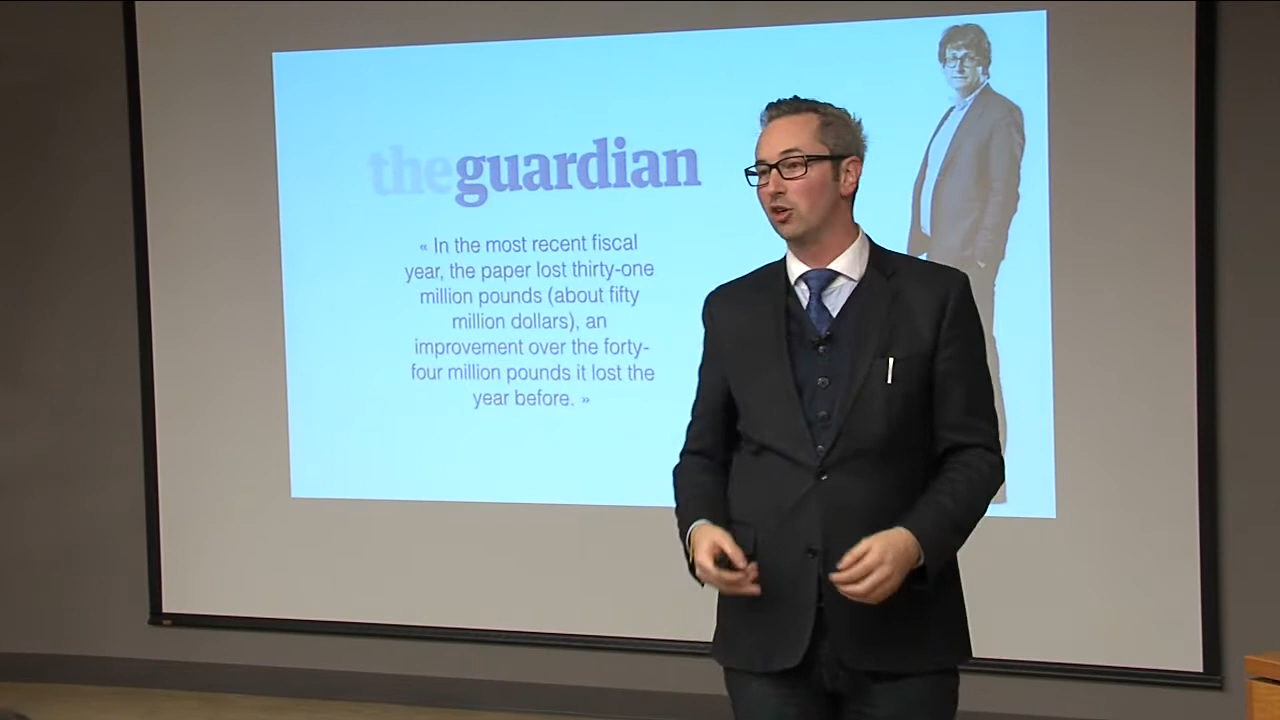 theguardian
« In the most recent fiscal
year, the paper lost thirty-one
million pounds (about fifty
million dollars), an
improvement over the forty-
four million pounds it lost the
year before. »